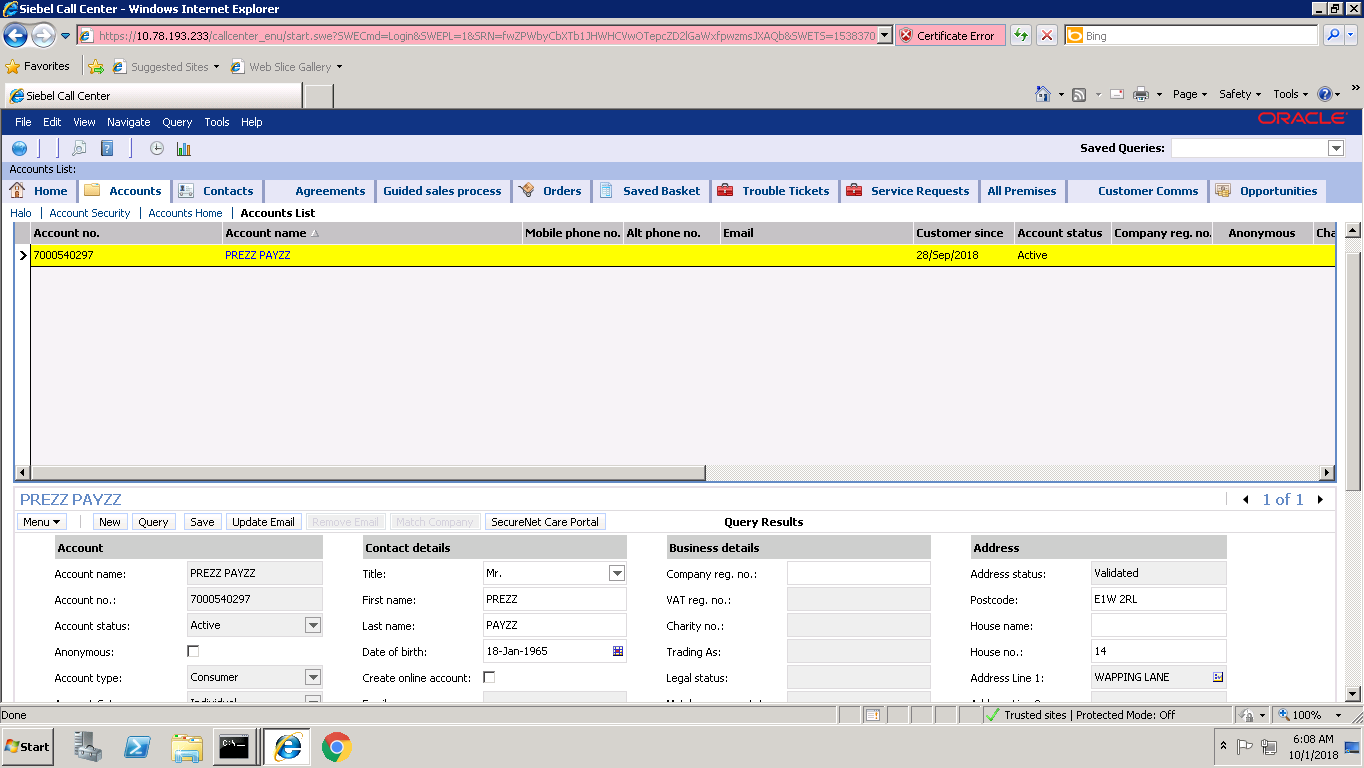 Siebel Call Center - Windows Internet Explorer
https://10.78.193.233/callcenter_enu/start.swe?SWECmd=Login&SWEPL=1&SRN=fwZPWbyCbXTb1JHWHCVwOTepcZD2lGaWxfpwzmsJXAQb&SWETS=1538370 Certificate Error Bing
Favorites Suggested Sites Web Slice Gallery
Siebel Call Center Page Safety Tools
File Edit View Navigate Query Tools Help ORACLE
Saved Queries:
Accounts List:
Home Accounts Contacts Agreements Guided sales process Orders Saved Basket Trouble Tickets Service Requests All Premises Customer Comms Opportunities
Halo | Account Security | Accounts Home | Accounts List
Account no. Account name Mobile phone no. Alt phone no. Email Customer since Account status Company reg. no. Anonymous Cha
7000540297 PREZZ PAYZZ 28/Sep/2018 Active
PREZZ PAYZZ 1 of 1
Menu New Query Save Update Email Remove Email Match Company SecureNet Care Portal Query Results
Account Contact details Business details Address
Account name: PREZZ PAYZZ Title: Mr. Company reg. no.: Address status: Validated
Account no.: 7000540297 First name: PREZZ VAT reg. no.: Postcode: E1W 2RL
Account status: Active Last name: PAYZZ Charity no.: House name:
Anonymous: Date of birth: 18-Jan-1965 Trading As: House no.: 14
Account type: Consumer Create online account: Legal status: Address Line 1: WAPPING LANE
Done Trusted sites | Protected Mode: Off 100%
Start 6:08 AM
10/1/2018